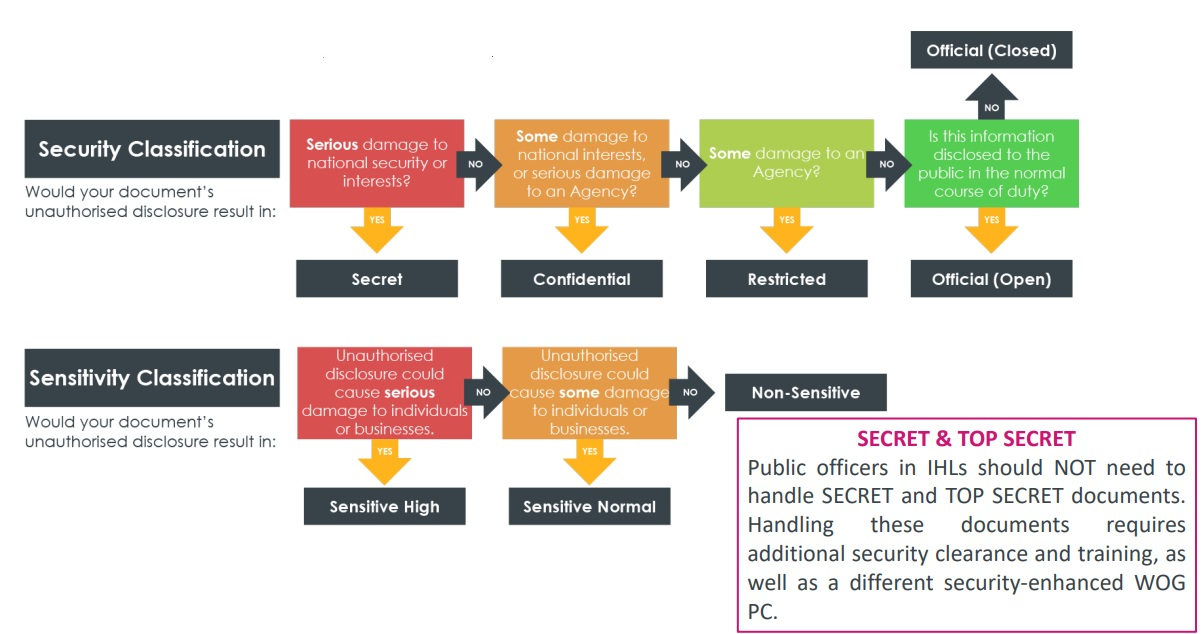 Official (Closed)
NO
Security Classification
Would your document's
unauthorised disclosure result in:
Serious damage to
national security or
interests?
NO
Some damage to
national interests,
or serious damage
to an Agency?
NO
Some damage to an
Agency?
NO
Is this information
disclosed to the
public in the normal
course of duty?
YES
YES
YES
YES
Secret
Confidential
Restricted
Official (Open)
Sensitivity Classification
Would your document's
unauthorised disclosure result in:
Unauthorised
disclosure could
cause serious
damage to individuals
or businesses.
NO
Unauthorised
disclosure could
cause some damage
to individuals or
businesses.
NO
Non-Sensitive
YES
YES
Sensitive High
Sensitive Normal
SECRET & TOP SECRET
Public officers in IHLs should NOT need to
handle SECRET and TOP SECRET documents.
Handling these documents requires
additional security clearance and training, as
well as a different security-enhanced WOG
PC.